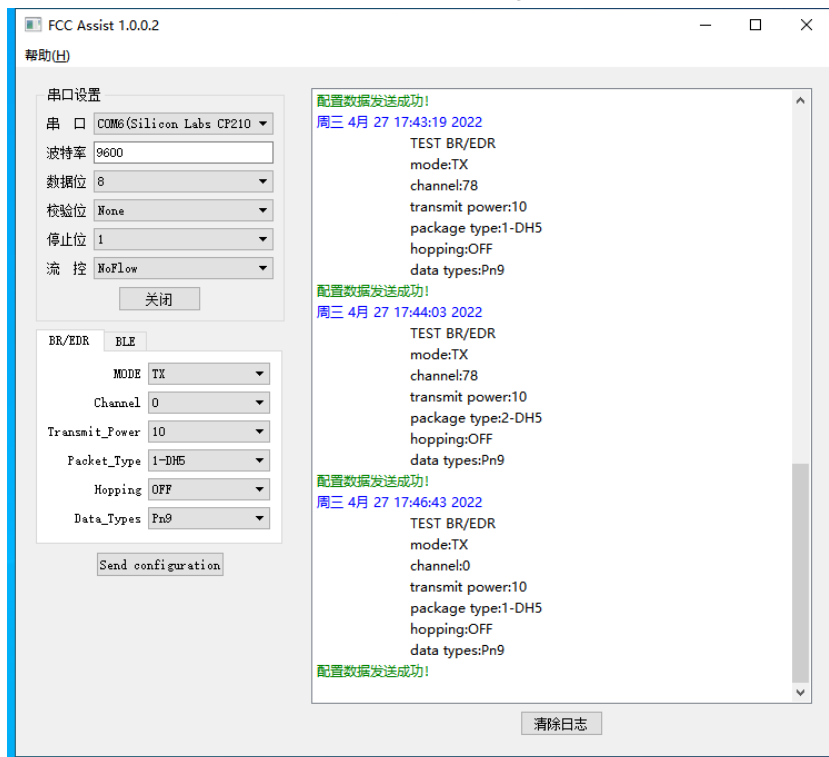 FCC Assist 1.0.0.2
帮助(H)
串口设置
串 口 COM6(Silicon Labs CP210
波特率 9600
数据位 8
校验位 None
停止位 1
流 控 NoFlow
关闭
BR/EDR BLE
MODE TX
Channel 0
Transmit_Power 10
Packet_Type 1-DH5
Hopping OFF
Data_Types Pn9
Send configuration
配置数据发送成功!
周三 4月 27 17:43:19 2022
TEST BR/EDR
mode:TX
channel:78
transmit power:10
package type:1-DH5
hopping:OFF
data types:Pn9
配置数据发送成功!
周三 4月 27 17:44:03 2022
TEST BR/EDR
mode:TX
channel:78
transmit power:10
package type:2-DH5
hopping:OFF
data types:Pn9
配置数据发送成功!
周三 4月 27 17:46:43 2022
TEST BR/EDR
mode:TX
channel:0
transmit power:10
package type:1-DH5
hopping:OFF
data types:Pn9
配置数据发送成功!
清除日志